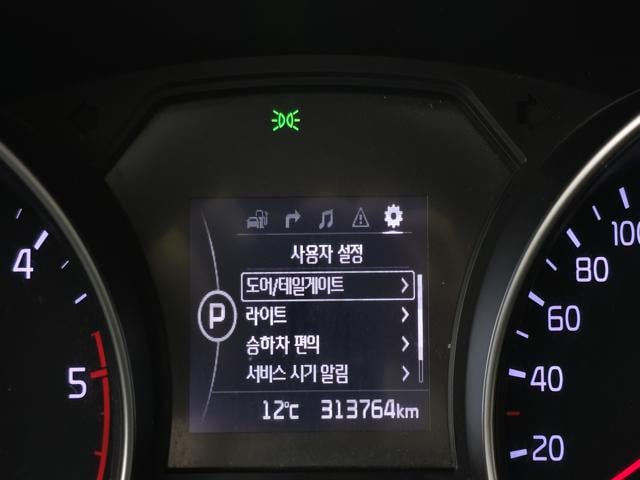 사용자 설정
도어/테일게이트
라이트
P
승하차 편의
서비스 시기 알림
12℃ 313764km
4
5
100
80
60
40
20